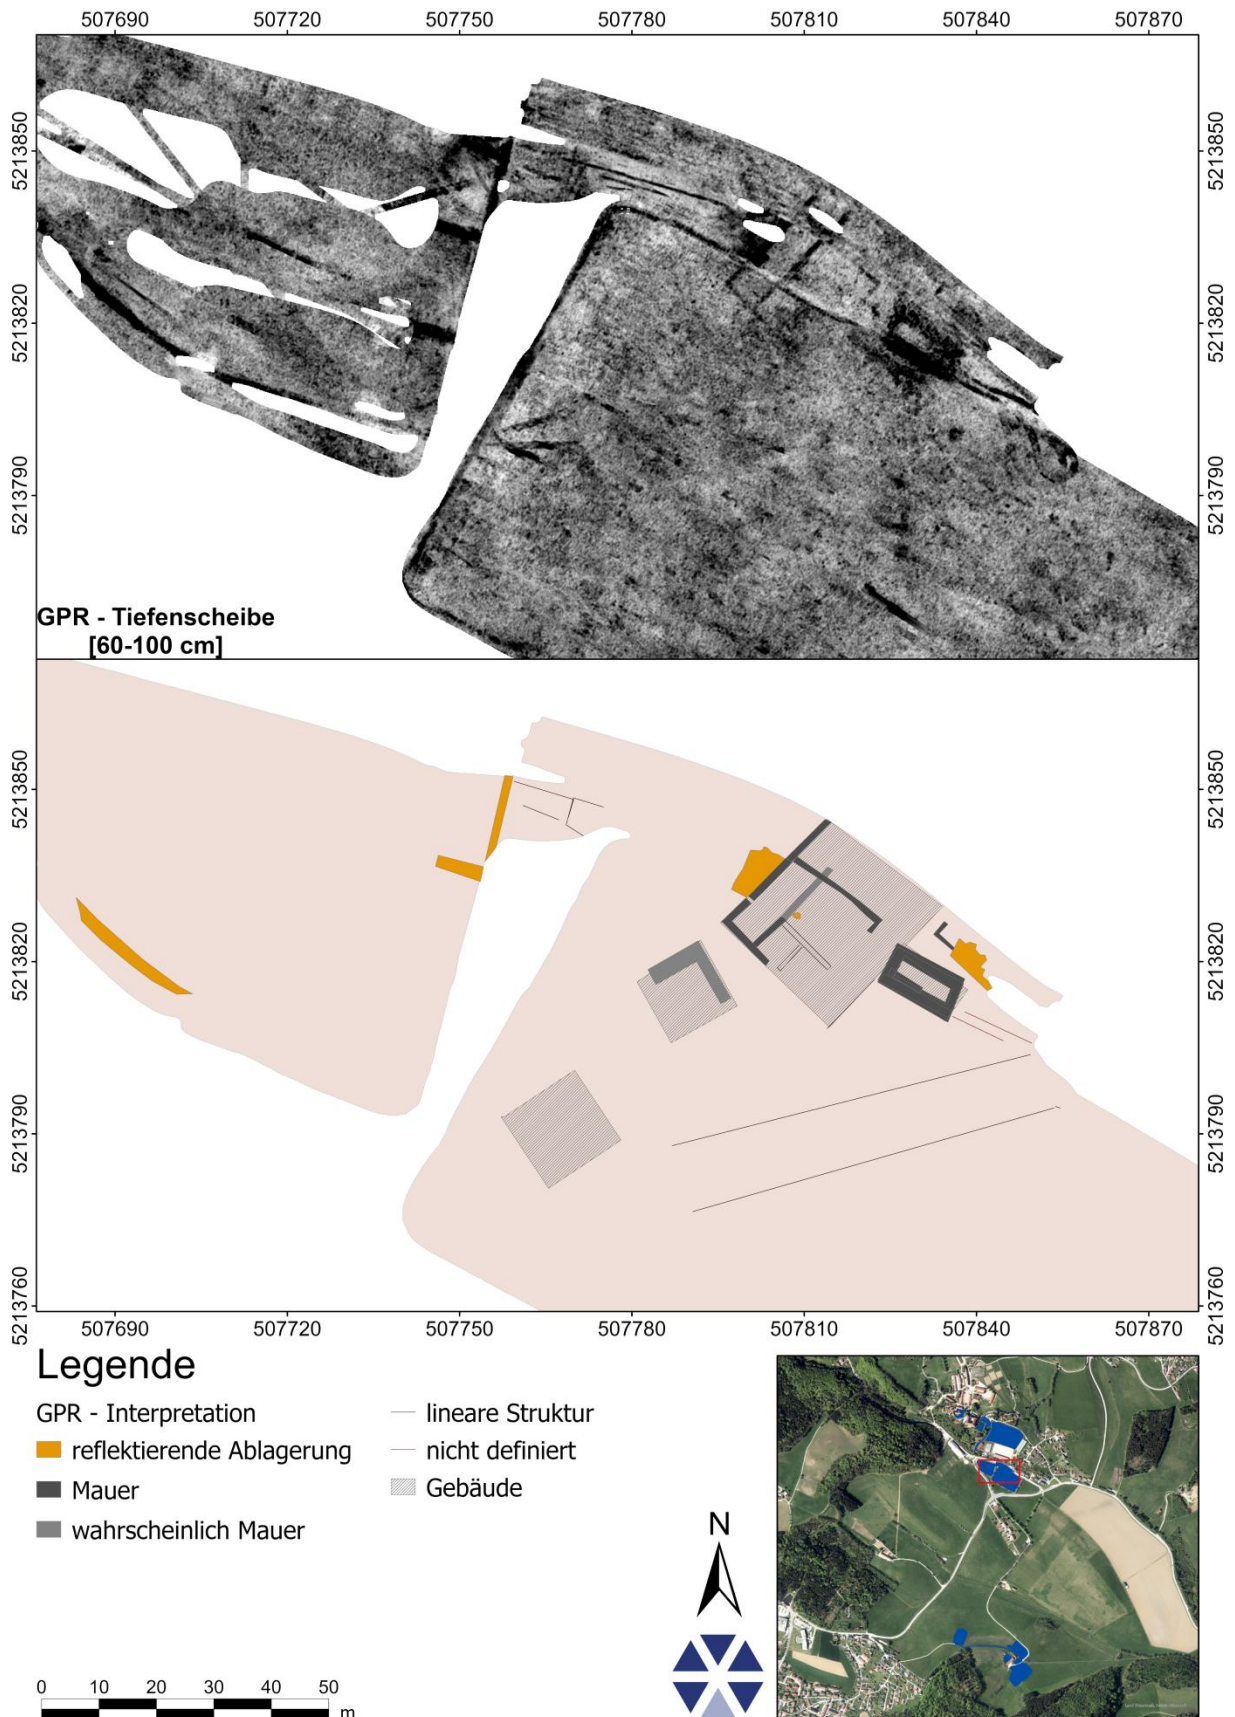 507690 507720 507750 507780 507810 507840 507870
5213850 5213850
5213820 5213820
5213790 5213790
GPR - Tiefenscheibe
[60-100 cm]
5213850 5213850
5213820 5213820
5213790 5213790
5213760 5213760
507690 507720 507750 507780 507810 507840 507870
Legende
GPR - Interpretation
reflektierende Ablagerung
Mauer
wahrscheinlich Mauer
lineare Struktur
nicht definiert
Gebäude
N
0 10 20 30 40 50
m